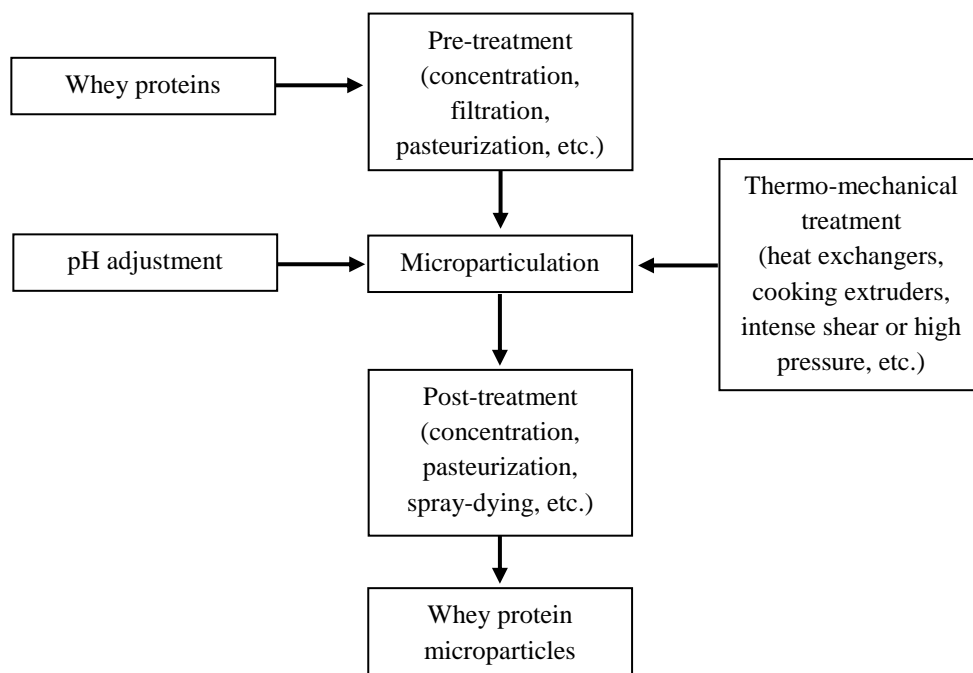 Whey proteins
Pre-treatment
(concentration,
filtration,
pasteurization, etc.)
pH adjustment
Microparticulation
Thermo-mechanical
treatment
(heat exchangers,
cooking extruders,
intense shear or high
pressure, etc.)
Post-treatment
(concentration,
pasteurization,
spray-dying, etc.)
Whey protein
microparticles